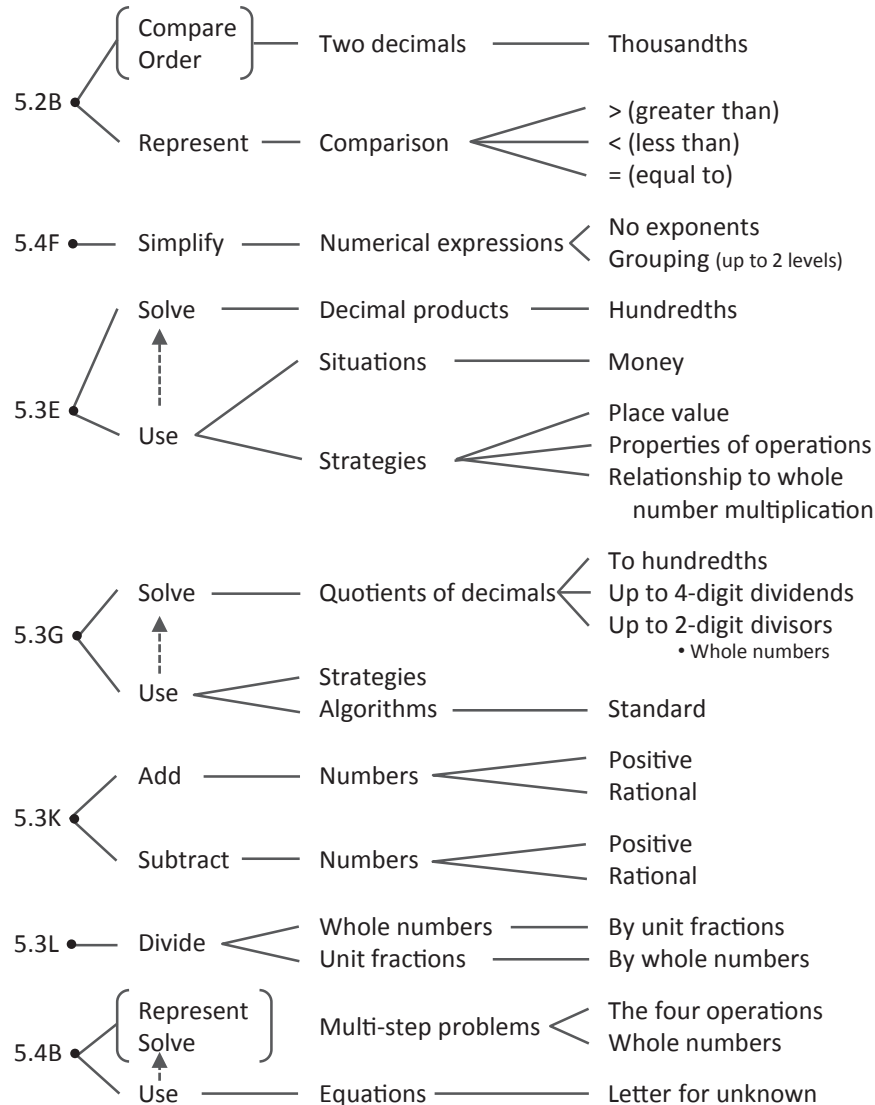 Compare Two decimals Thousandths
Order
5.2B
> (greater than)
Represent Comparison < (less than)
= (equal to)
No exponents
5.4F Simplify Numerical expressions
Grouping (up to 2 levels)
Solve Decimal products Hundredths
Situations Money
5.3E
Place value
Use
Properties of operations
Strategies
Relationship to whole
number multiplication
To hundredths
Solve Quotients of decimals Up to 4-digit dividends
Up to 2-digit divisors
5.3G
• Whole numbers
Strategies
Use
Algorithms Standard
Positive
Add Numbers
Rational
5.3K
Positive
Subtract Numbers
Rational
Whole numbers By unit fractions
5.3L Divide
Unit fractions By whole numbers
Represent The four operations
Multi-step problems
Solve Whole numbers
5.4B
Use Equations Letter for unknown